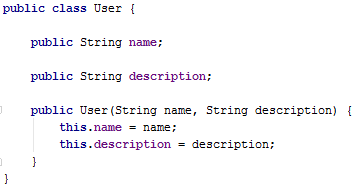 public class User {
public String name;
public String description;
public User(String name, String description) {
this.name = name;
this.description = description;
}
}